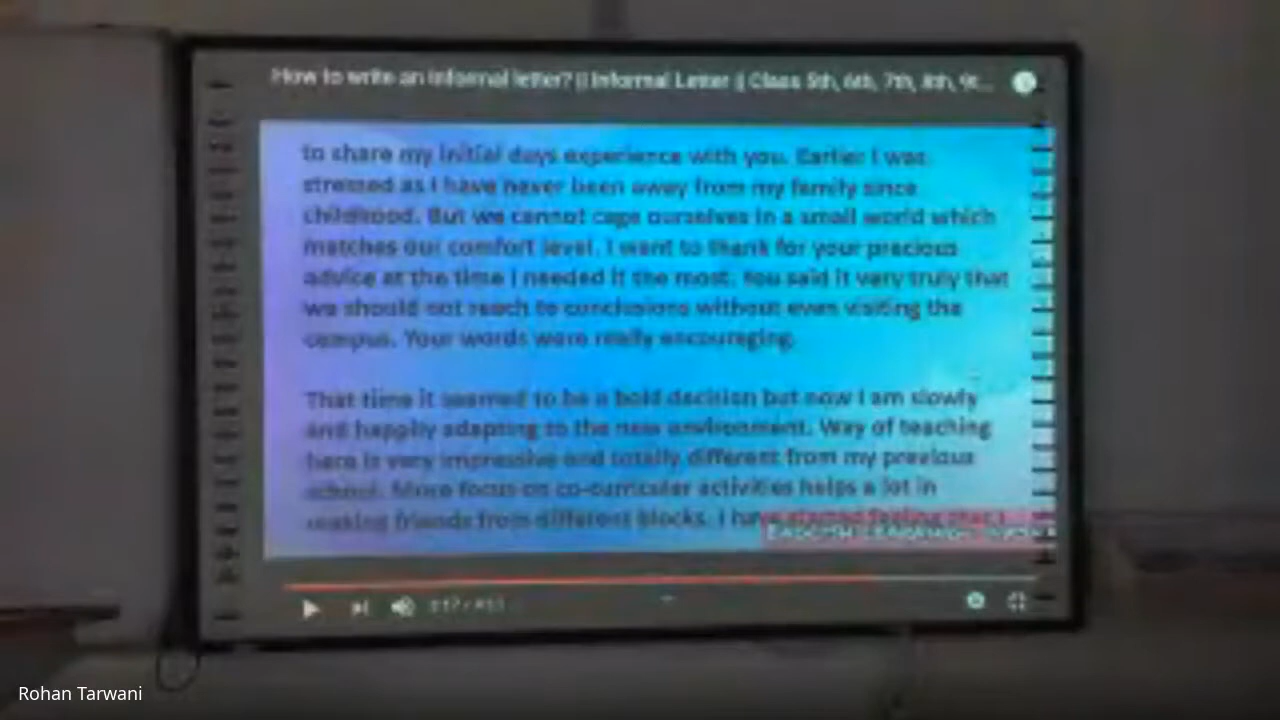 How to write an informal letter? || Informal Letter || Class 5th, 6th, 7th, 8th, 9t...
to share my initial days experience with you. Earlier I was
stressed as I have never been away from my family since
childhood. But we cannot cage ourselves in a small world which
matches our comfort level. I want to thank for your precious
advice at the time I needed it the most. You said it very truly that
we should not reach to conclusions without even visiting the
campus. Your words were really encouraging.
That time it seemed to be a bold decision but now I am slowly
and happily adapting to the new environment. Way of teaching
here is very impressive and totally different from my previous
school. More focus on co-curricular activities helps a lot in
making friends from different blocks. I have started feeling that I
Rohan Tarwani